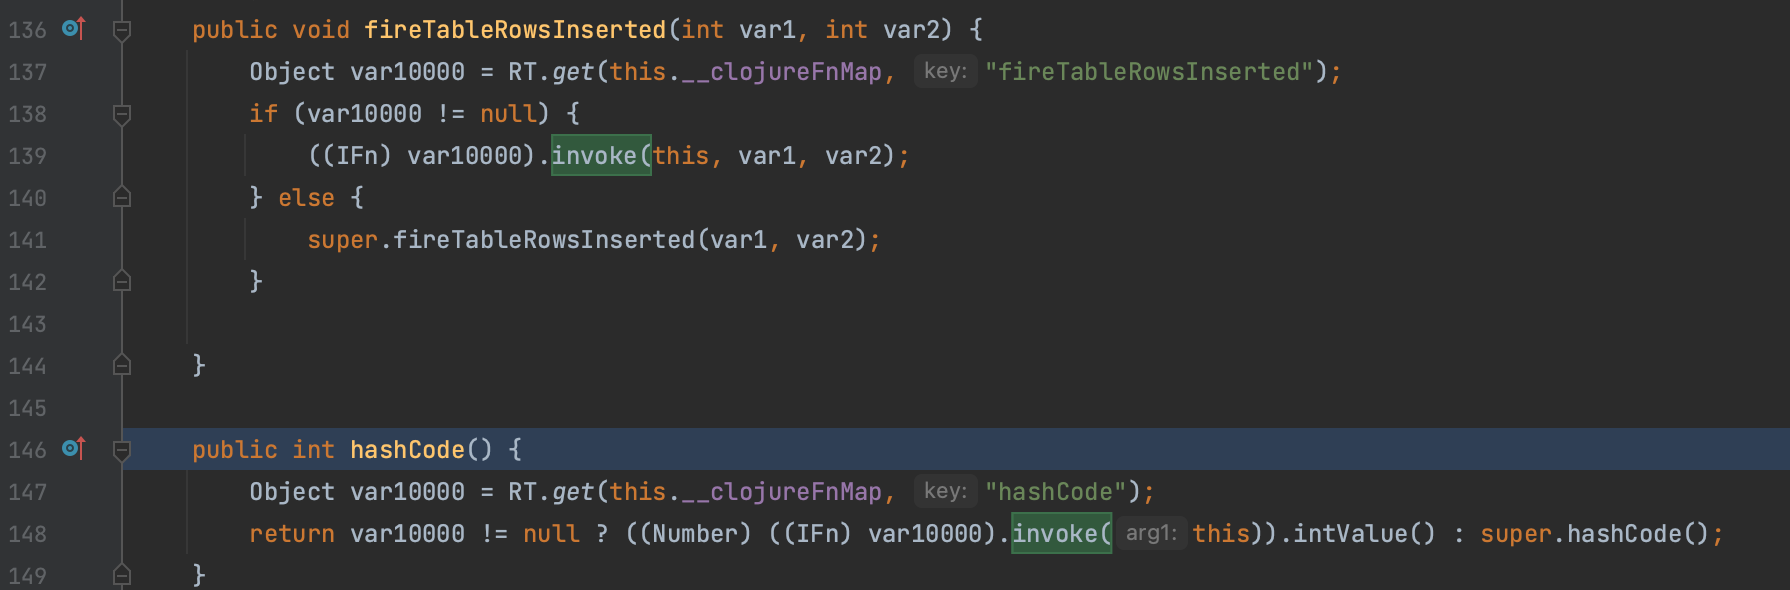 136 public void fireTableRowsInserted(int var1, int var2) {
137 Object var10000 = RT.get(this.__clojureFnMap, key: "fireTableRowsInserted");
138 if (var10000 != null) {
139 ((IFn) var10000).invoke(this, var1, var2);
140 } else {
141 super.fireTableRowsInserted(var1, var2);
142 }
143
144 }
145
146 public int hashCode() {
147 Object var10000 = RT.get(this.__clojureFnMap, key: "hashCode");
148 return var10000 != null ? ((Number) ((IFn) var10000).invoke( arg1: this)).intValue() : super.hashCode();
149 }